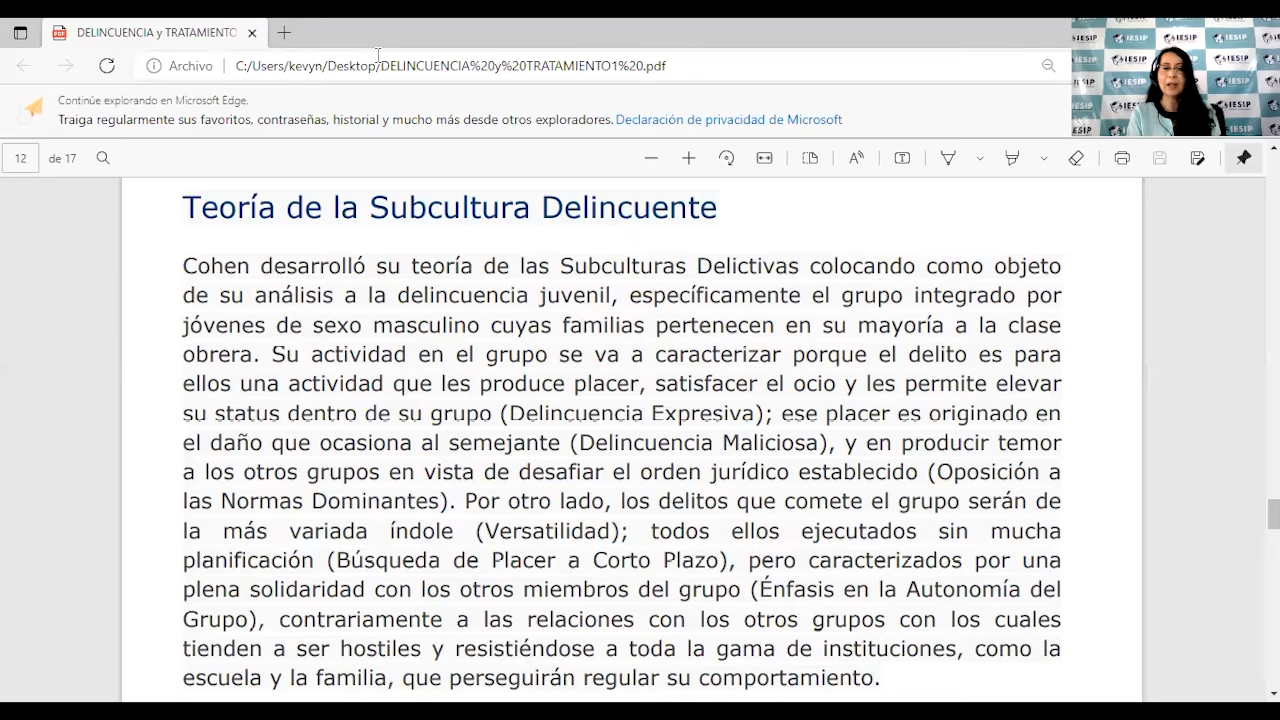 DELINCUENCIA y TRATAMIENTO
Archivo C:/Users/kevyn/Desktop/DELINCUENCIA%20y%20TRATAMIENTO1%20.pdf
Continúe explorando en Microsoft Edge.
Traiga regularmente sus favoritos, contraseñas, historial y mucho más desde otros exploradores. Declaración de privacidad de Microsoft
12 de 17
IESIP
Teoría de la Subcultura Delincuente
Cohen desarrolló su teoría de las Subculturas Delictivas colocando como objeto
de su análisis a la delincuencia juvenil, específicamente el grupo integrado por
jóvenes de sexo masculino cuyas familias pertenecen en su mayoría a la clase
obrera. Su actividad en el grupo se va a caracterizar porque el delito es para
ellos una actividad que les produce placer, satisfacer el ocio y les permite elevar
su status dentro de su grupo (Delincuencia Expresiva); ese placer es originado en
el daño que ocasiona al semejante (Delincuencia Maliciosa), y en producir temor
a los otros grupos en vista de desafiar el orden jurídico establecido (Oposición a
las Normas Dominantes). Por otro lado, los delitos que comete el grupo serán de
la más variada índole (Versatilidad); todos ellos ejecutados sin mucha
planificación (Búsqueda de Placer a Corto Plazo), pero caracterizados por una
plena solidaridad con los otros miembros del grupo (Énfasis en la Autonomía del
Grupo), contrariamente a las relaciones con los otros grupos con los cuales
tienden a ser hostiles y resistiéndose a toda la gama de instituciones, como la
escuela y la familia, que perseguirán regular su comportamiento.